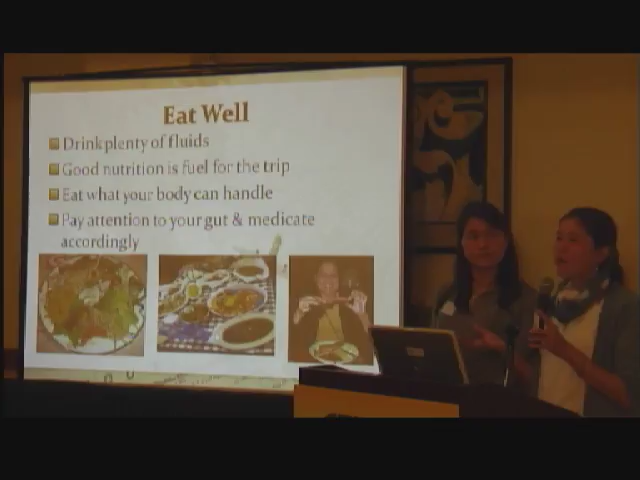 Eat Well
Drink plenty of fluids
Good nutrition is fuel for the trip
Eat what your body can handle
Pay attention to your gut & medicate
accordingly